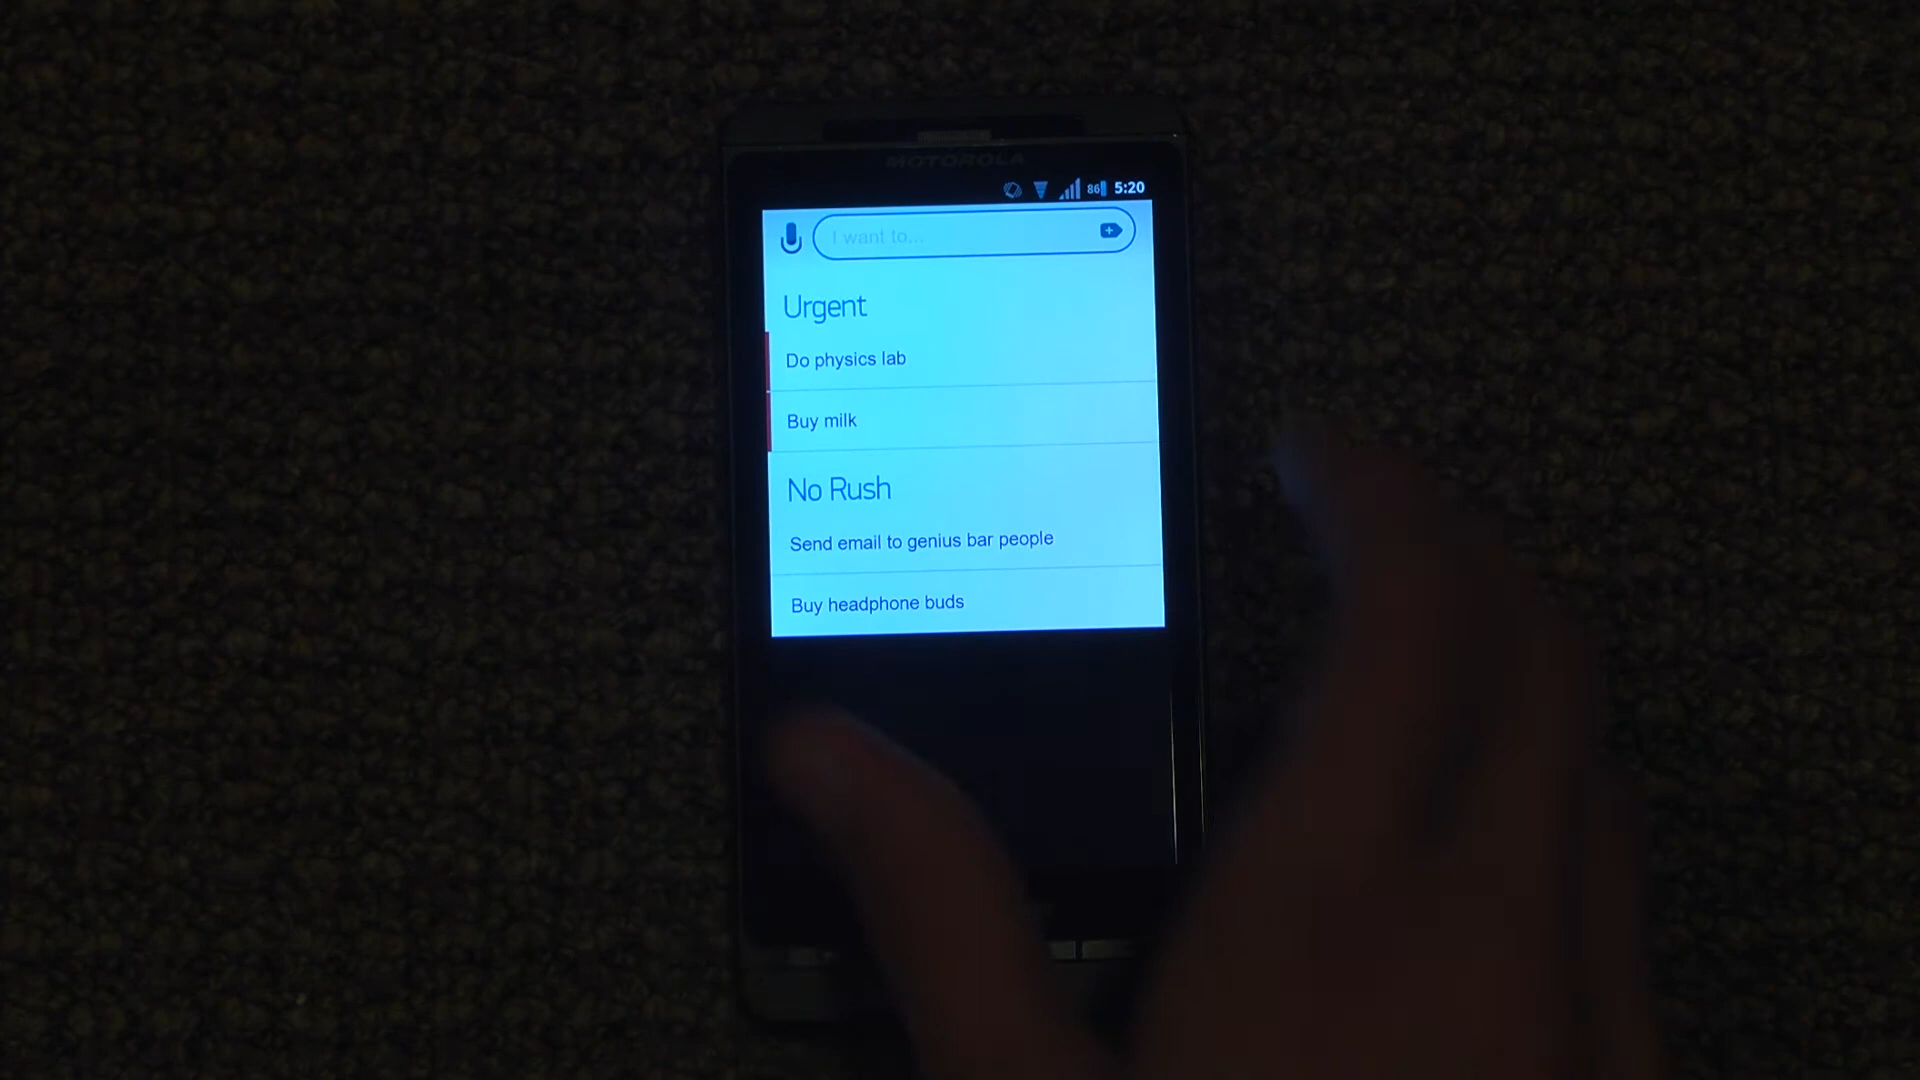 MOTOROLA
86 5:20
I want to...
Urgent
Do physics lab
Buy milk
No Rush
Send email to genius bar people
Buy headphone buds